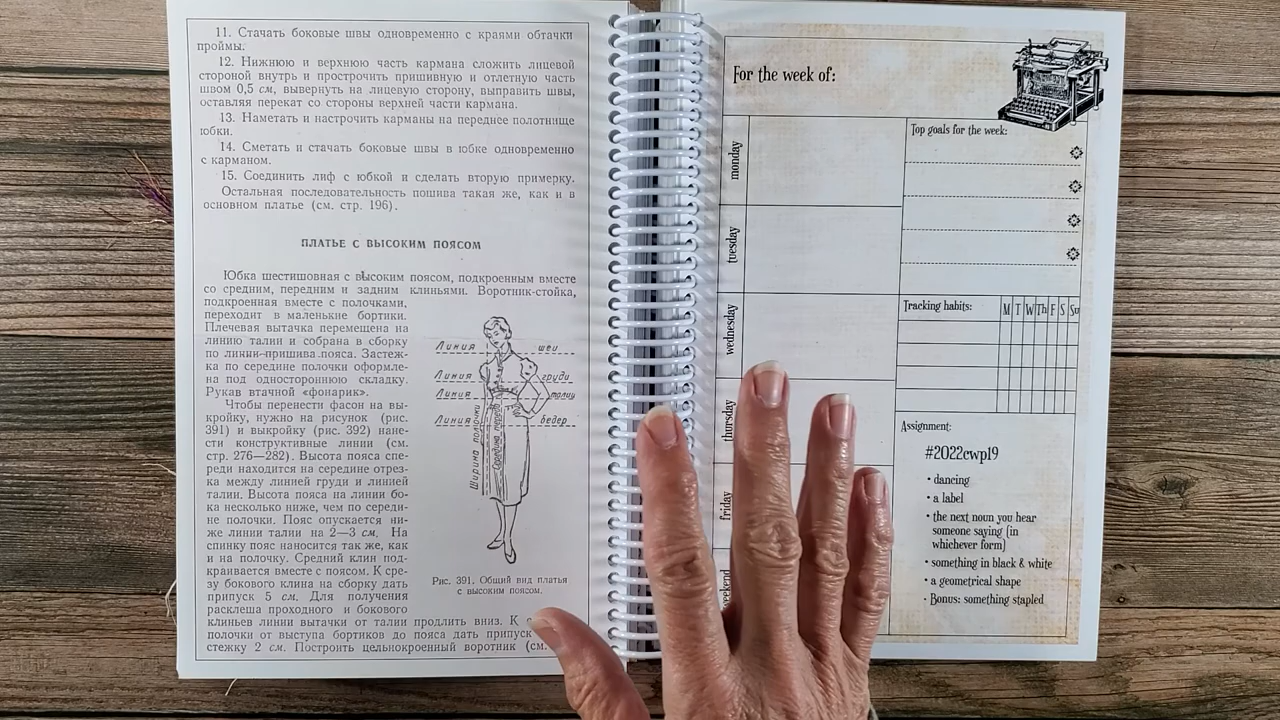 11. Стачать боковые швы одновременно с краями обтачки
проймы.
12. Нижнюю и верхнюю часть кармана сложить лицевой
стороной внутрь и прострочить пришивную и отлетную часть
швом 0,5 см, вывернуть на лицевую сторону, выправить швы,
оставляя перекат со стороны верхней части кармана.
13. Наметать и настрочить карманы на переднее полотнище
юбки.
14. Сметать и стачать боковые швы в юбке одновременно
с карманом.
15. Соединить лиф с юбкой и сделать вторую примерку.
Остальная последовательность пошива такая же, как и в
основном платье (см. стр. 196).
ПЛАТЬЕ С ВЫСОКИМ ПОЯСОМ
Юбка шестишовная с высоким поясом, подкроенным вместе
со средним, передним и задним клиньями. Воротник-стойка,
подкроенная вместе с полочками,
переходит в маленькие бортики.
Плечевая вытачка перемещена на
линию талии и собрана в сборку
по линии пришива пояса. Застеж-
ка по середине полочки оформле-
на под одностороннюю складку.
Рукав втачной «фонарик».
Чтобы перенести фасон на вы-
кройку, нужно на рисунок (рис.
391) и выкройку (рис. 392) нане-
сти конструктивные линии (см.
стр. 276—282). Высота пояса спе-
реди находится на середине отрез-
ка между линией груди и линией
талии. Высота пояса на линии бо-
ка несколько ниже, чем по середи-
не полочки. Пояс опускается ни-
же линии талии на 2—3 см. На
спинку пояс наносится так же, как
и на полочку. Средний клин под-
краивается вместе с поясом. К сре-
зу бокового клина на сборку дать
припуск 5 см. Для получения
расклеша проходного и бокового
клиньев линии вытачки от талии продлить вниз. К
полочки от выступа бортиков до пояса дать припуск
стежку 2 см. Построить цельнокроенный воротник (см.
Линия шеи
Линия груди
Линия талии
Линия бедер
Ширина полочки
Середина
Рис. 391. Общий вид платья
с высоким поясом.
For the week of:
monday
tuesday
wednesday
thursday
friday
weekend
Top goals for the week:
Tracking habits: M T W Th F S Su
Assignment:
#2022cwp19
• dancing
• a label
• the next noun you hear
someone saying (in
whichever form)
• something in black & white
• a geometrical shape
• Bonus: something stapled